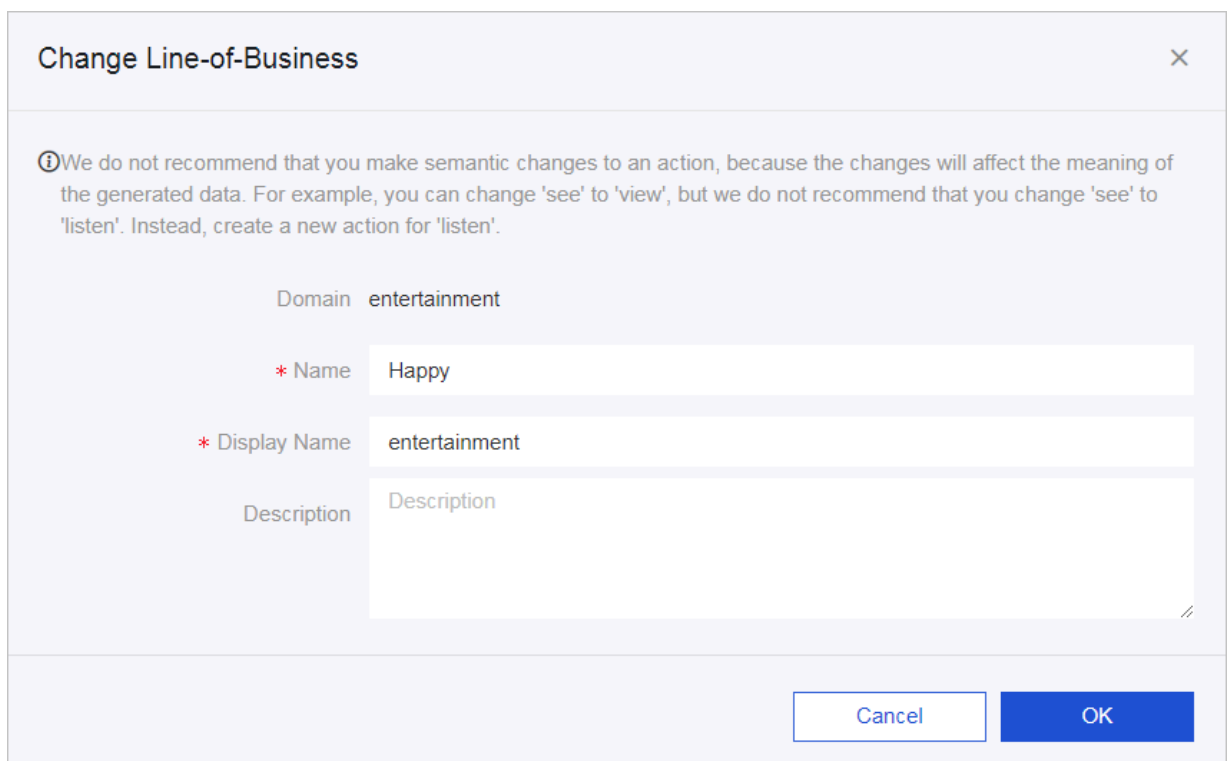 Change Line-of-Business
We do not recommend that you make semantic changes to an action, because the changes will affect the meaning of
the generated data. For example, you can change 'see' to 'view', but we do not recommend that you change 'see' to
'listen'. Instead, create a new action for 'listen'.
Domain entertainment
* Name Happy
* Display Name entertainment
Description Description
Cancel OK